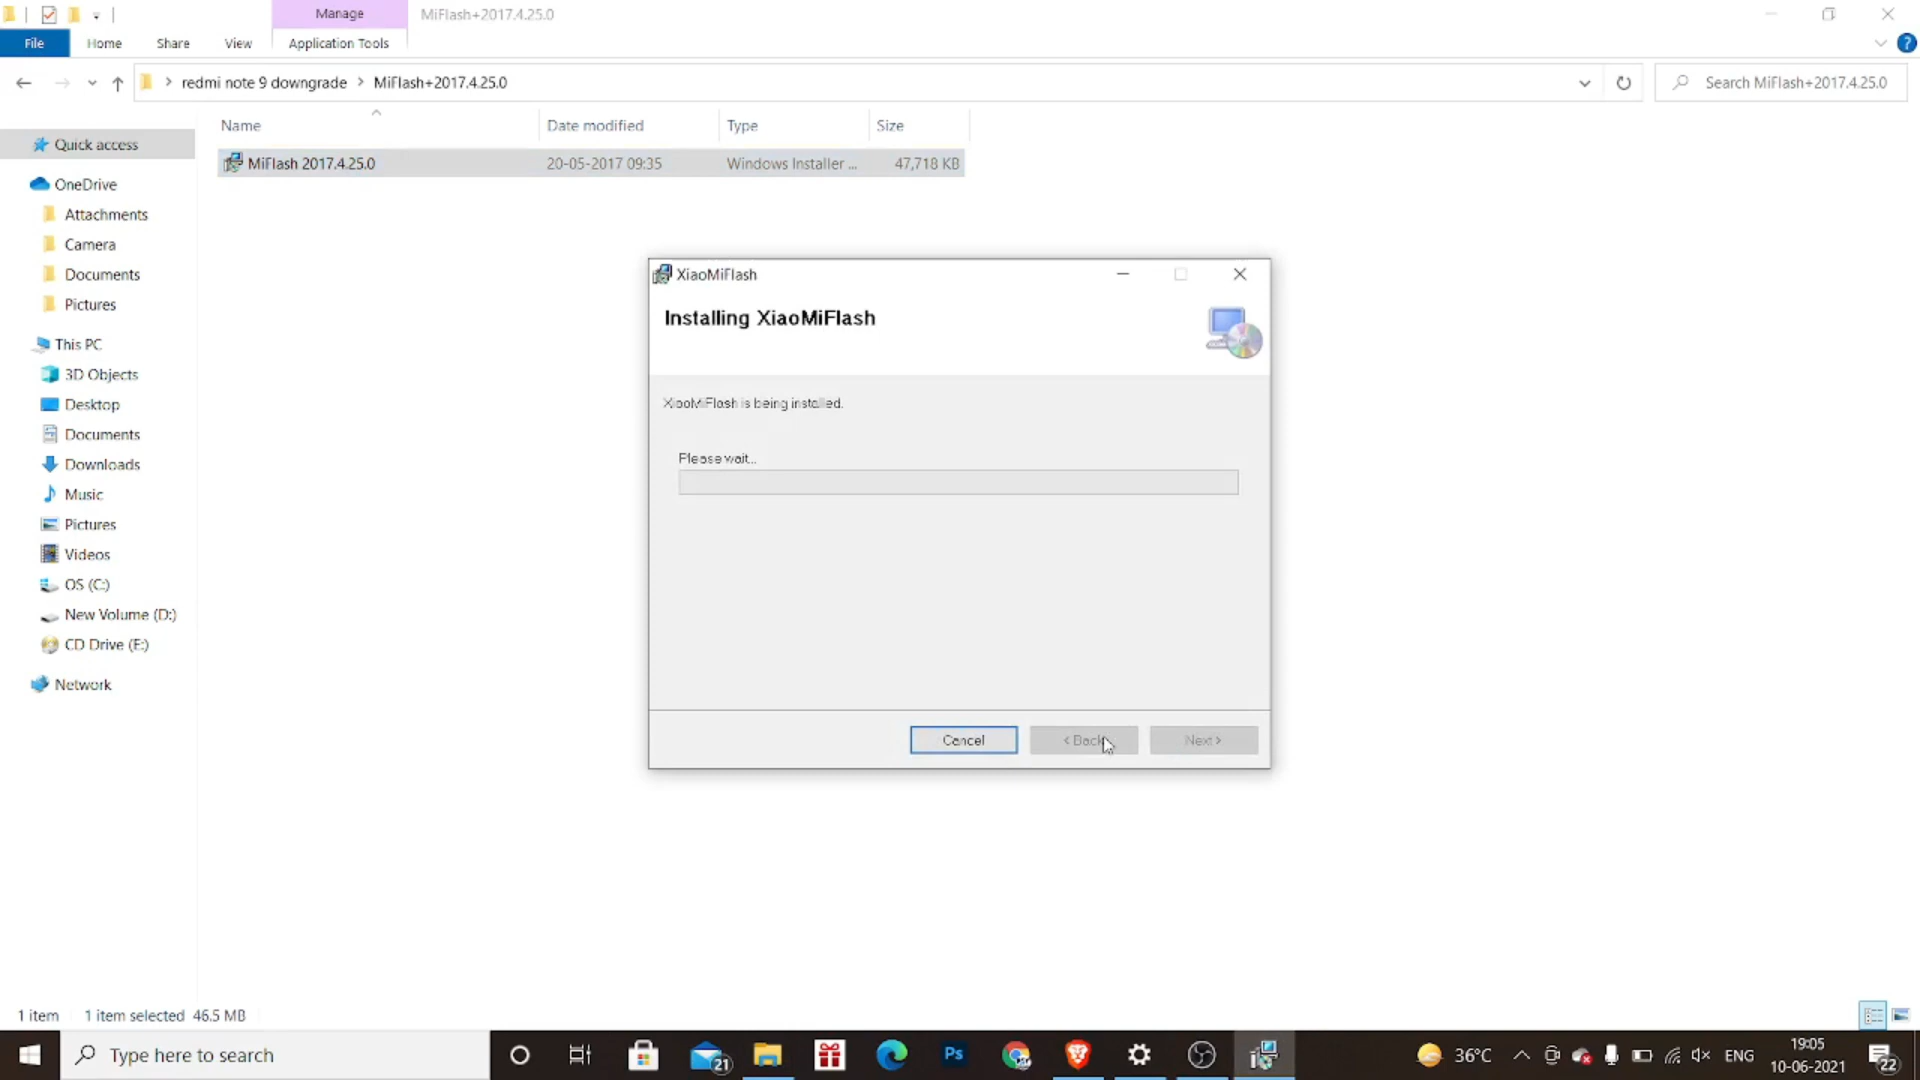 Manage
MiFlash+2017.4.25.0
File
Home
Share
View
Application Tools
redmi note 9 downgrade > MiFlash+2017.4.25.0
Search MiFlash+2017.4.25.0
Name
Date modified
Type
Size
MiFlash 2017.4.25.0
20-05-2017 09:35
Windows Installer ...
47,718 KB
Quick access
OneDrive
Attachments
Camera
Documents
Pictures
This PC
3D Objects
Desktop
Documents
Downloads
Music
Pictures
Videos
OS (C:)
New Volume (D:)
CD Drive (E:)
Network
XiaoMiFlash
Installing XiaoMiFlash
XiaoMiFlash is being installed.
Please wait...
Cancel
< Back
Next >
1 item
1 item selected 46.5 MB
Type here to search
21
Ps
36°C
ENG
19:05
10-06-2021
22